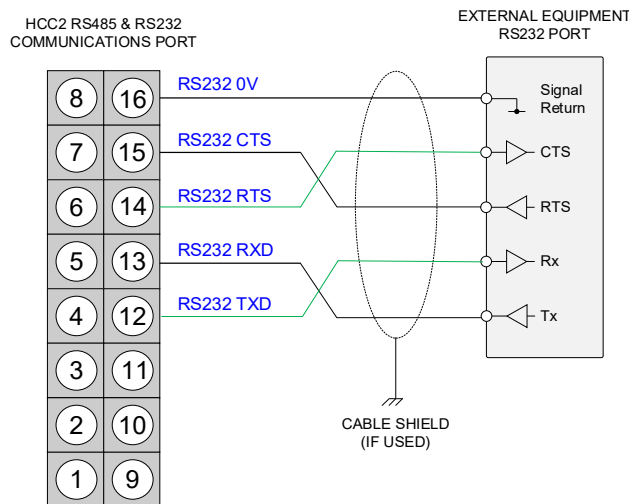 HCC2 RS485 & RS232
COMMUNICATIONS PORT
EXTERNAL EQUIPMENT
RS232 PORT
8 16 RS232 0V Signal
Return
7 15 RS232 CTS CTS
6 14 RS232 RTS RTS
5 13 RS232 RXD Rx
4 12 RS232 TXD Tx
3 11
2 10
1 9
CABLE SHIELD
(IF USED)